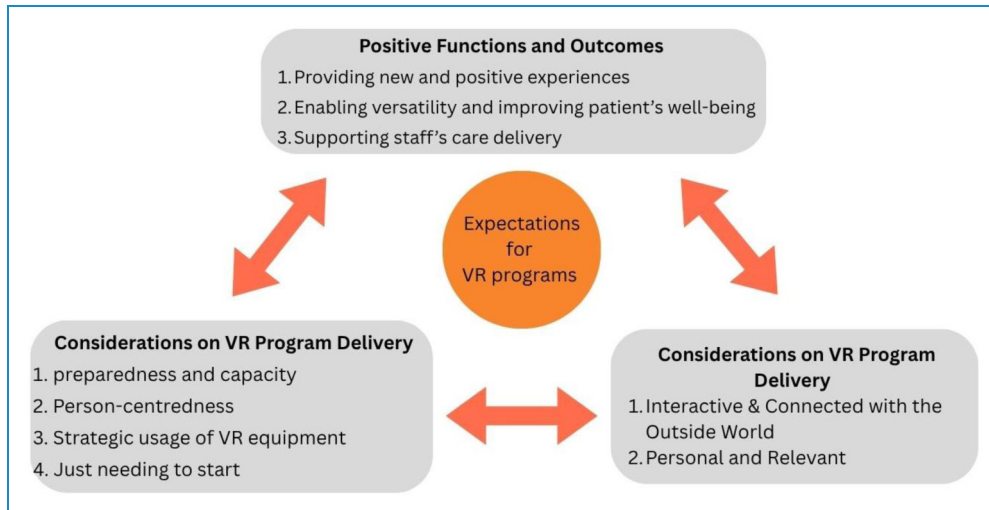 Positive Functions and Outcomes
1. Providing new and positive experiences
2. Enabling versatility and improving patient's well-being
3. Supporting staff's care delivery
Expectations
for
VR programs
Considerations on VR Program Delivery
1. preparedness and capacity
2. Person-centredness
3. Strategic usage of VR equipment
4. Just needing to start
Considerations on VR Program
Delivery
1. Interactive & Connected with the
Outside World
2. Personal and Relevant